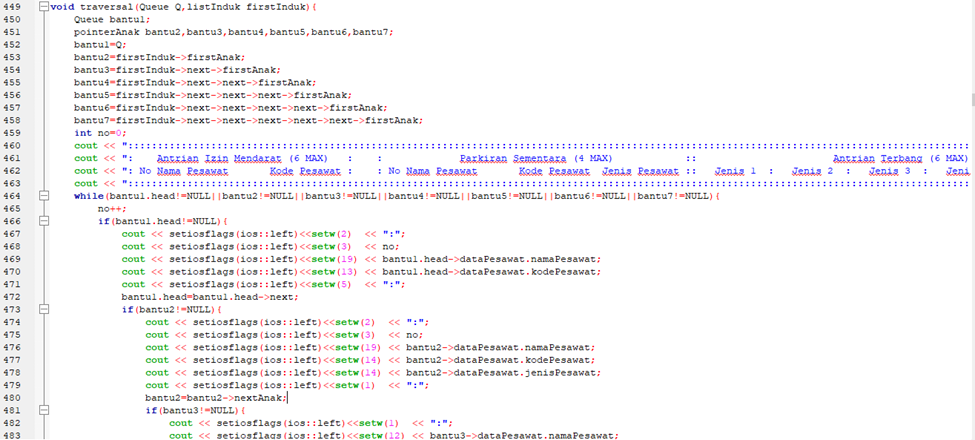 449 void traversal(Queue Q,listInduk firstInduk){
450 Queue bantu1;
451 pointerAnak bantu2,bantu3,bantu4,bantu5,bantu6,bantu7;
452 bantu1=Q;
453 bantu2=firstInduk->firstAnak;
454 bantu3=firstInduk->next->firstAnak;
455 bantu4=firstInduk->next->next->firstAnak;
456 bantu5=firstInduk->next->next->next->firstAnak;
457 bantu6=firstInduk->next->next->next->next->firstAnak;
458 bantu7=firstInduk->next->next->next->next->next->firstAnak;
459 int no=0;
460 cout << "::::::::::::::::::::::::::::::::::::::::::::::::::::::::::::::::::::::::::::::::::::::::::::::::::::::::::::::::::::::::::::::::::::::::::::
461 cout << ":    Antrian Izin Mendarat (6 MAX)   :    :             Parkiran Sementara (4 MAX)            ::                       Antrian Terbang (6 MAX)
462 cout << ": No Nama Pesawat       Kode Pesawat :    : No Nama Pesawat       Kode Pesawat  Jenis Pesawat ::   Jenis 1  :   Jenis 2  :   Jenis 3  :   Jeni
463 cout << "::::::::::::::::::::::::::::::::::::::::::::::::::::::::::::::::::::::::::::::::::::::::::::::::::::::::::::::::::::::::::::::::::::::::::::
464 while(bantu1.head!=NULL||bantu2!=NULL||bantu3!=NULL||bantu4!=NULL||bantu5!=NULL||bantu6!=NULL||bantu7!=NULL){
465 no++;
466 if(bantu1.head!=NULL){
467 cout << setiosflags(ios::left)<<setw(2)  << ":";
468 cout << setiosflags(ios::left)<<setw(3)  << no;
469 cout << setiosflags(ios::left)<<setw(19) << bantu1.head->dataPesawat.namaPesawat;
470 cout << setiosflags(ios::left)<<setw(13) << bantu1.head->dataPesawat.kodePesawat;
471 cout << setiosflags(ios::left)<<setw(5)  << ":";
472 bantu1.head=bantu1.head->next;
473 if(bantu2!=NULL){
474 cout << setiosflags(ios::left)<<setw(2)  << ":";
475 cout << setiosflags(ios::left)<<setw(3)  << no;
476 cout << setiosflags(ios::left)<<setw(19) << bantu2->dataPesawat.namaPesawat;
477 cout << setiosflags(ios::left)<<setw(14) << bantu2->dataPesawat.kodePesawat;
478 cout << setiosflags(ios::left)<<setw(14) << bantu2->dataPesawat.jenisPesawat;
479 cout << setiosflags(ios::left)<<setw(1)  << ":";
480 bantu2=bantu2->nextAnak;
481 if(bantu3!=NULL){
482 cout << setiosflags(ios::left)<<setw(1)  << ":";
483 cout << setiosflags(ios::left)<<setw(12) << bantu3->dataPesawat.namaPesawat;